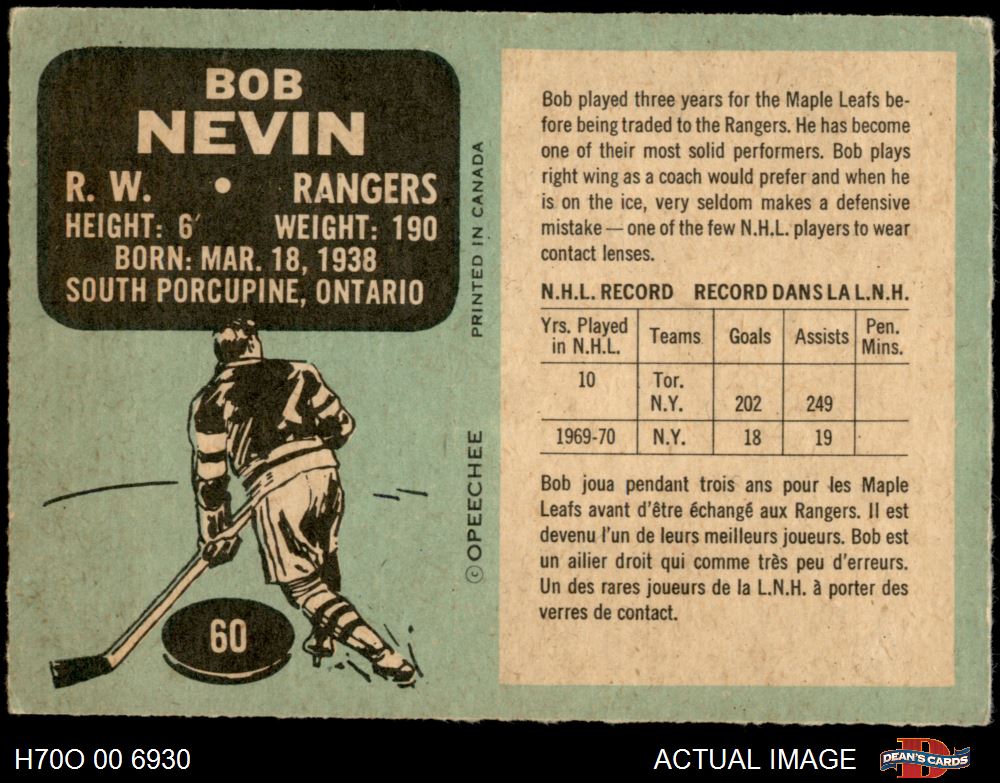 BOB
NEVIN
R. W. • RANGERS
HEIGHT: 6′ WEIGHT: 190
BORN: MAR. 18, 1938
SOUTH PORCUPINE, ONTARIO
60
PRINTED IN CANADA
© OPEECHEE
Bob played three years for the Maple Leafs be-
fore being traded to the Rangers. He has become
one of their most solid performers. Bob plays
right wing as a coach would prefer and when he
is on the ice, very seldom makes a defensive
mistake — one of the few N.H.L. players to wear
contact lenses.
N.H.L. RECORD RECORD DANS LA L.N.H.
Yrs. Played in N.H.L. Teams Goals Assists Pen. Mins.
10 Tor.
N.Y. 202 249
1969-70 N.Y. 18 19
Bob joua pendant trois ans pour les Maple
Leafs avant d'être échangé aux Rangers. Il est
devenu l'un de leurs meilleurs joueurs. Bob est
un ailier droit qui comme très peu d'erreurs.
Un des rares joueurs de la L.N.H. à porter des
verres de contact.
H70O 00 6930
ACTUAL IMAGE
D
DEAN'S CARDS